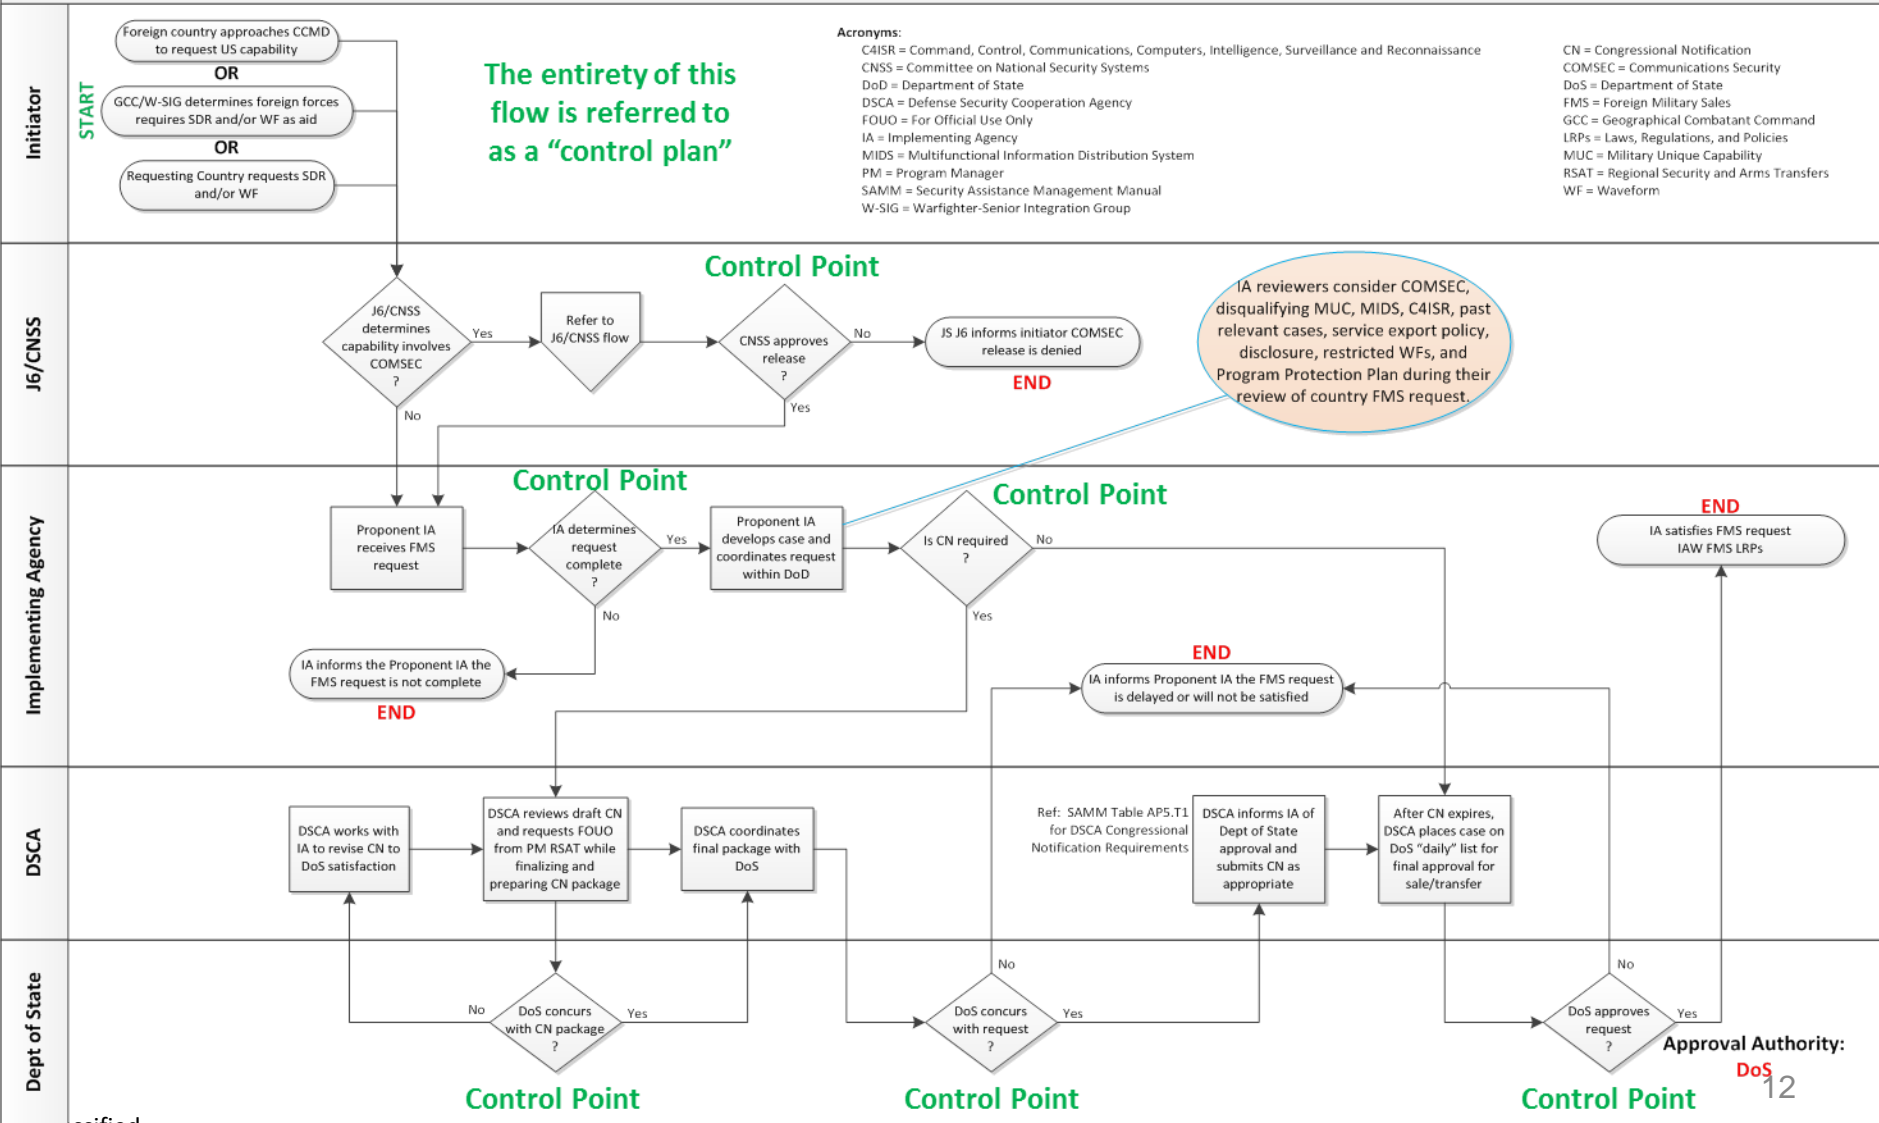 Initiator
START
Foreign country approaches CCMD
to request US capability
OR
GCC/W-SIG determines foreign forces
requires SDR and/or WF as aid
OR
Requesting Country requests SDR
and/or WF
The entirety of this
flow is referred to
as a “control plan”
Acronyms:
C4ISR = Command, Control, Communications, Computers, Intelligence, Surveillance and Reconnaissance
CNSS = Committee on National Security Systems
DoD = Department of State
DSCA = Defense Security Cooperation Agency
FOUO = For Official Use Only
IA = Implementing Agency
MIDS = Multifunctional Information Distribution System
PM = Program Manager
SAMM = Security Assistance Management Manual
W-SIG = Warfighter-Senior Integration Group
CN = Congressional Notification
COMSEC = Communications Security
DoS = Department of State
FMS = Foreign Military Sales
GCC = Geographical Combatant Command
LRPs = Laws, Regulations, and Policies
MUC = Military Unique Capability
RSAT = Regional Security and Arms Transfers
WF = Waveform
J6/CNSS
J6/CNSS
determines
capability involves
COMSEC
?
Yes
No
Refer to
J6/CNSS flow
Control Point
CNSS approves
release
?
No
Yes
JS J6 informs initiator COMSEC
release is denied
END
IA reviewers consider COMSEC,
disqualifying MUC, MIDS, C4ISR, past
relevant cases, service export policy,
disclosure, restricted WFs, and
Program Protection Plan during their
review of country FMS request.
Implementing Agency
Proponent IA
receives FMS
request
Control Point
IA determines
request
complete
?
Yes
No
IA informs the Proponent IA the
FMS request is not complete
END
Proponent IA
develops case and
coordinates request
within DoD
Control Point
Is CN required
?
No
Yes
END
IA informs Proponent IA the FMS request
is delayed or will not be satisfied
END
IA satisfies FMS request
IAW FMS LRPs
DSCA
DSCA works with
IA to revise CN to
DoS satisfaction
DSCA reviews draft CN
and requests FOUO
from PM RSAT while
finalizing and
preparing CN package
DSCA coordinates
final package with
DoS
Ref: SAMM Table AP5.T1
for DSCA Congressional
Notification Requirements
DSCA informs IA of
Dept of State
approval and
submits CN as
appropriate
After CN expires,
DSCA places case on
DoS “daily” list for
final approval for
sale/transfer
Dept of State
No
DoS concurs
with CN package
?
Yes
Control Point
No
DoS concurs
with request
?
Yes
Control Point
No
DoS approves
request
?
Yes
Approval Authority:
DoS
Control Point
12